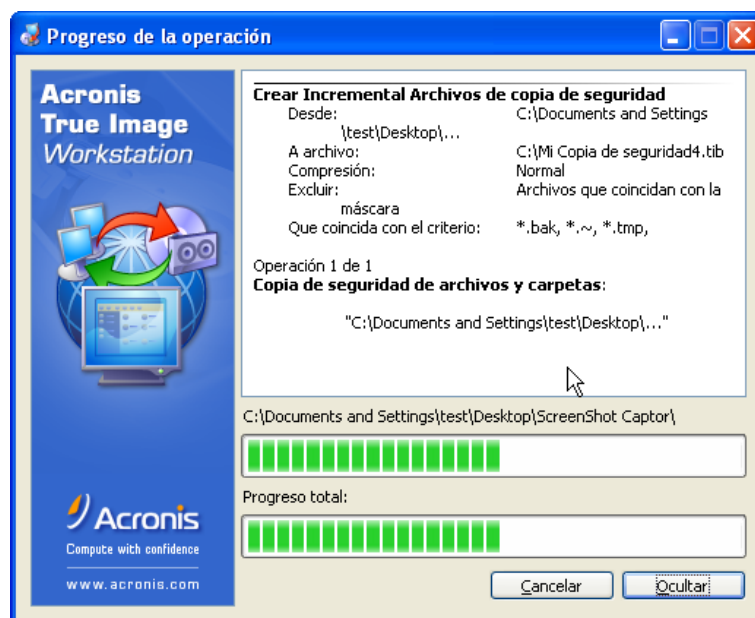 Progreso de la operación
Acronis
True Image
Workstation
Crear Incremental Archivos de copia de seguridad
Desde: C:\Documents and Settings
\test\Desktop\...
A archivo: C:\Mi Copia de seguridad4.tib
Compresión: Normal
Excluir: Archivos que coincidan con la
máscara
Que coincida con el criterio: *.bak, *.~, *.tmp,
Operación 1 de 1
Copia de seguridad de archivos y carpetas:
"C:\Documents and Settings\test\Desktop\..."
C:\Documents and Settings\test\Desktop\ScreenShot Captor\
Progreso total:
Acronis
Compute with confidence
www.acronis.com
Cancelar Ocultar